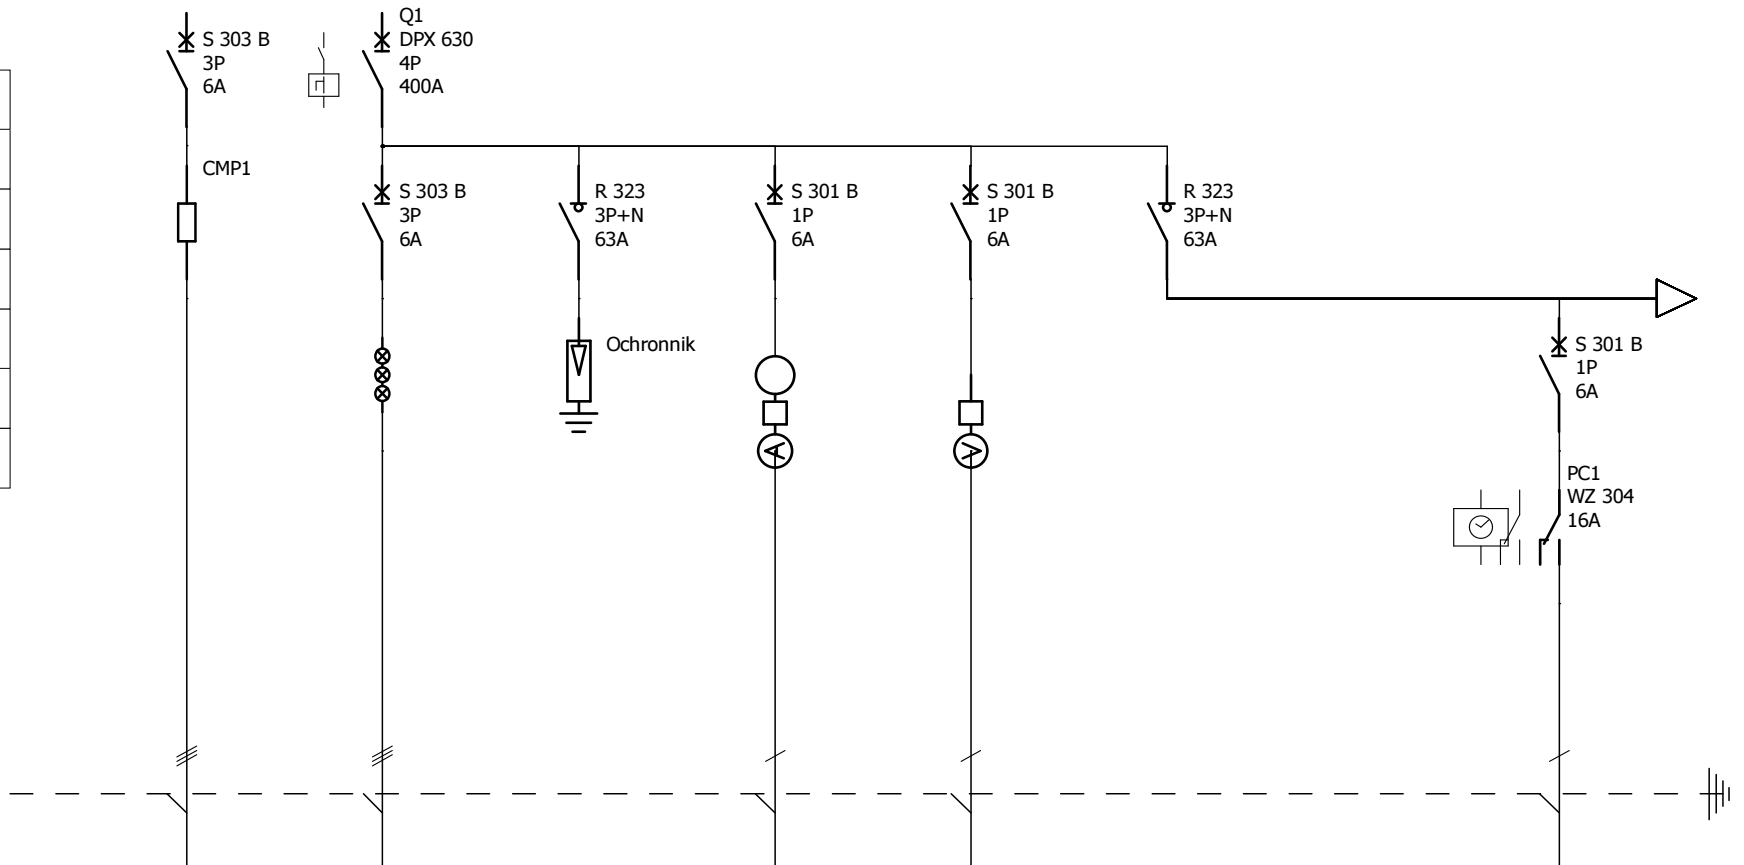 S 303 B
3P
6A
Q1
DPX 630
4P
400A
CMP1
S 303 B
3P
6A
R 323
3P+N
63A
S 301 B
1P
6A
S 301 B
1P
6A
R 323
3P+N
63A
Ochronnik
A
V
S 301 B
1P
6A
PC1
WZ 304
16A